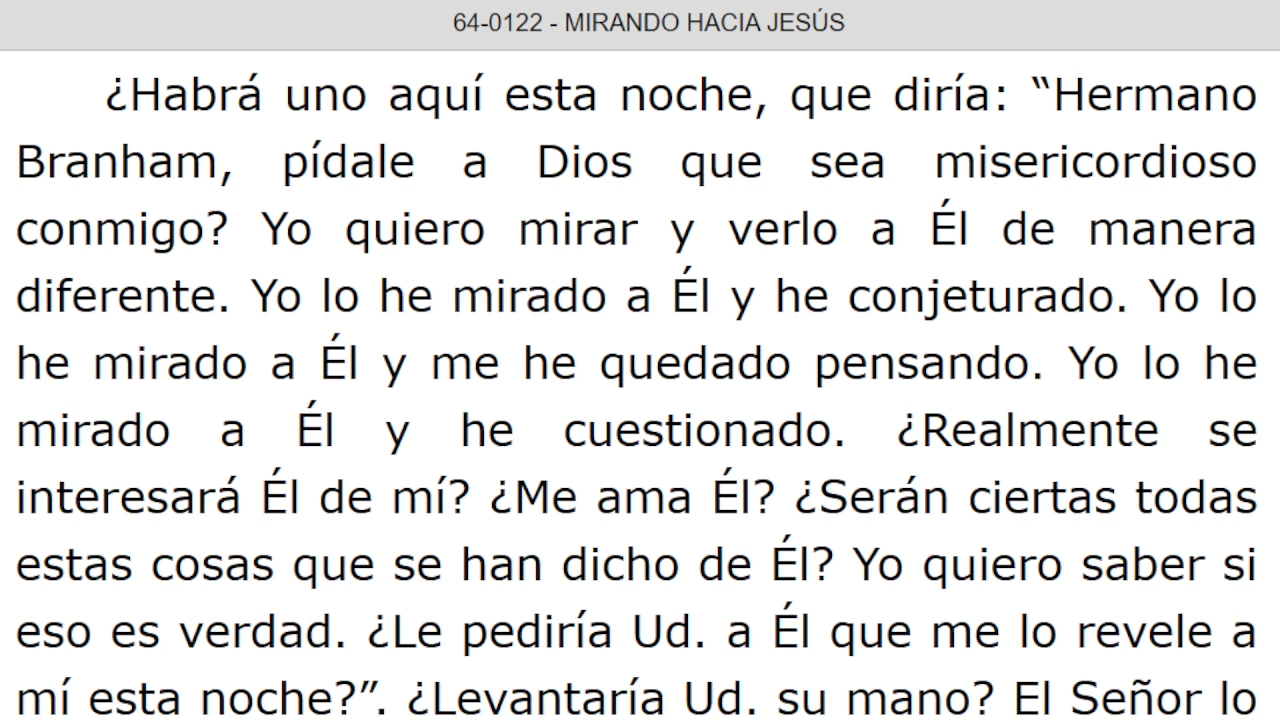 64-0122 - MIRANDO HACIA JESÚS
¿Habrá uno aquí esta noche, que diría: “Hermano
Branham, pídale a Dios que sea misericordioso
conmigo? Yo quiero mirar y verlo a Él de manera
diferente. Yo lo he mirado a Él y he conjeturado. Yo lo
he mirado a Él y me he quedado pensando. Yo lo he
mirado a Él y he cuestionado. ¿Realmente se
interesará Él de mí? ¿Me ama Él? ¿Serán ciertas todas
estas cosas que se han dicho de Él? Yo quiero saber si
eso es verdad. ¿Le pediría Ud. a Él que me lo revele a
mí esta noche?”. ¿Levantaría Ud. su mano? El Señor lo